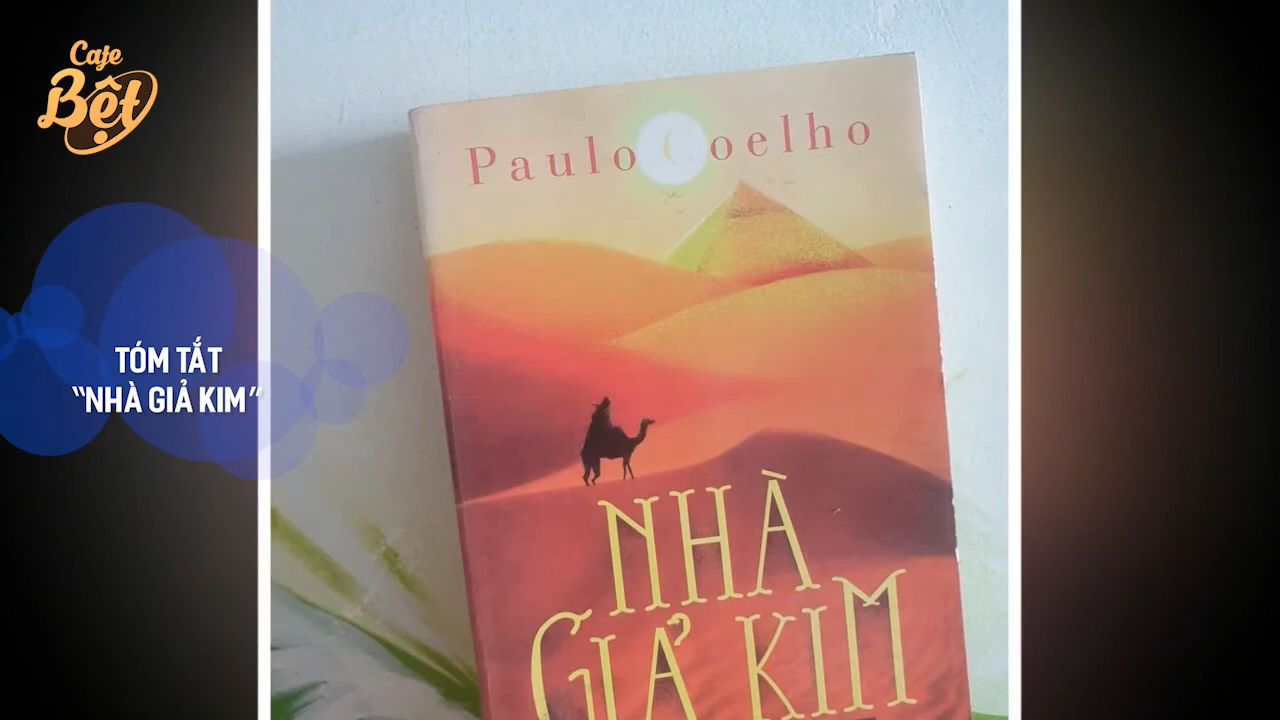 Cafe
Bệt
TÓM TẮT
“NHÀ GIẢ KIM”
Paulo Coelho
NHÀ
GIẢ KIM